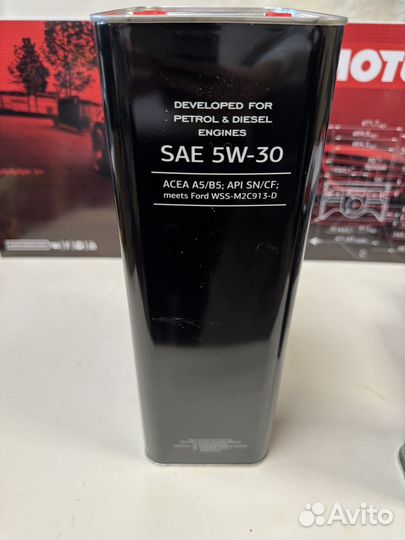 MOTU
DEVELOPED FOR
PETROL & DIESEL
ENGINES
SAE 5W-30
ACEA A5/B5; API SN/CF;
meets Ford WSS-M2C913-D
Avito